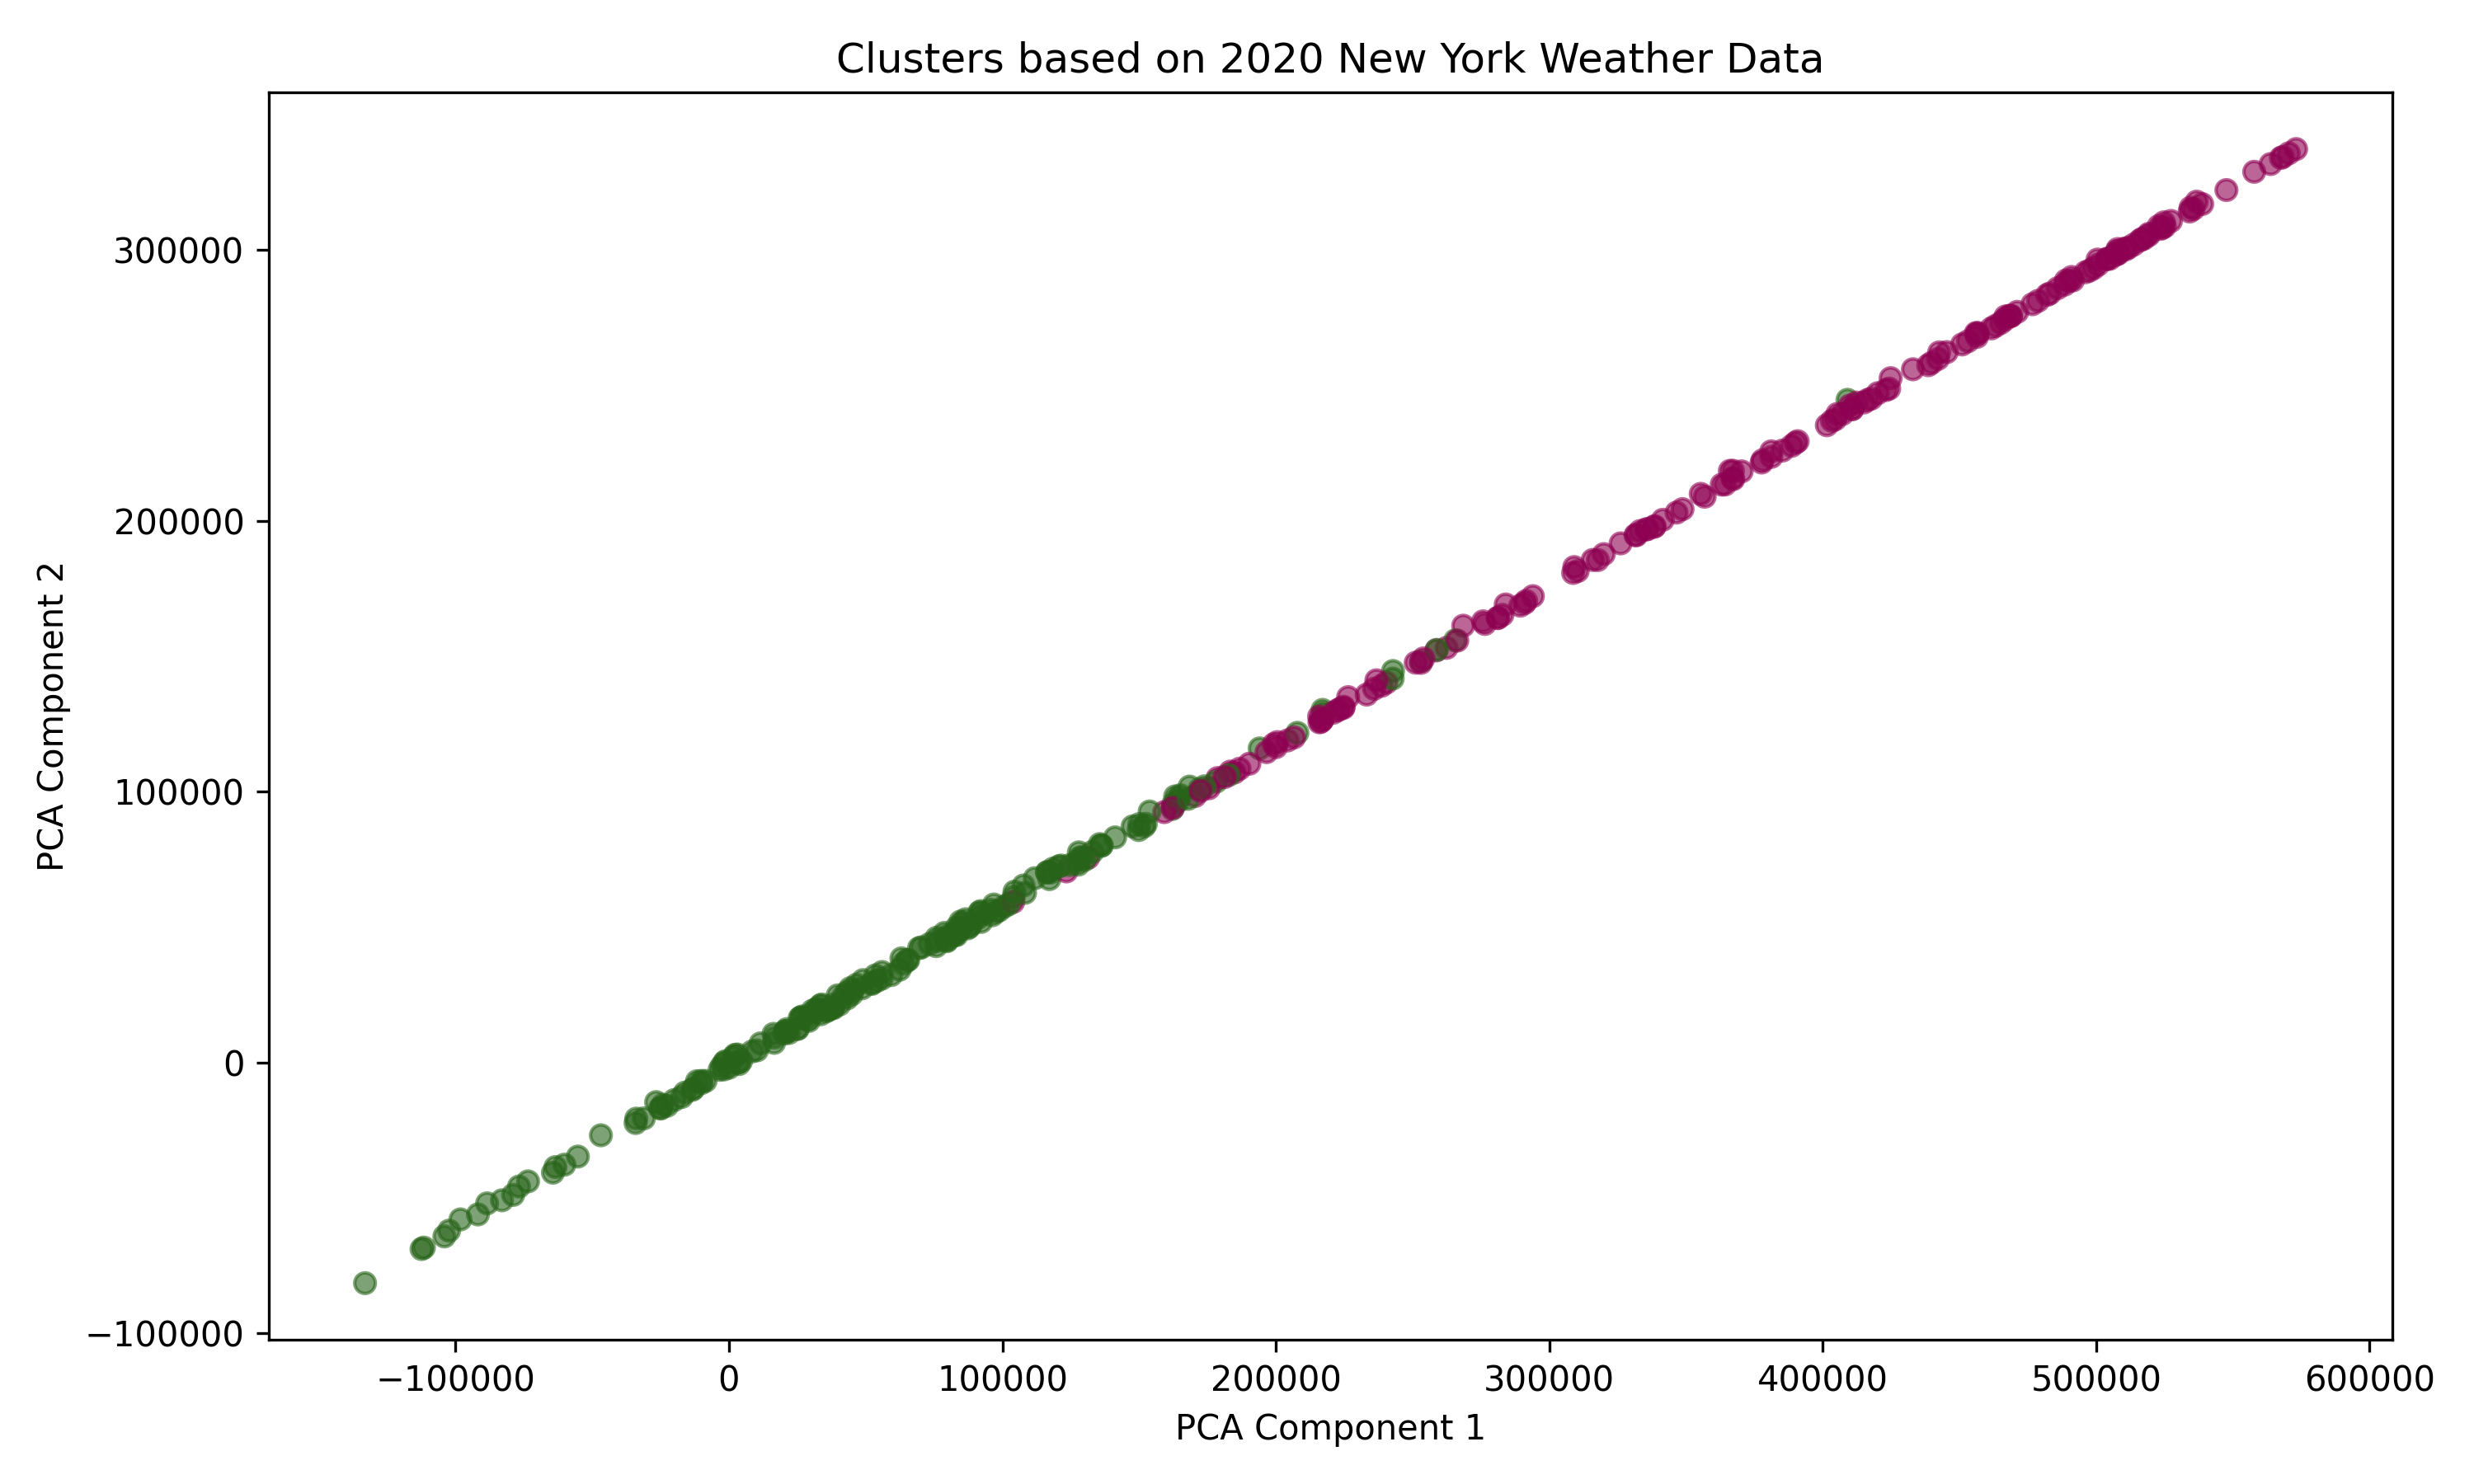 Clusters based on 2020 New York Weather Data
PCA Component 2
300000
200000
100000
0
−100000
−100000 0 100000 200000 300000 400000 500000 600000
PCA Component 1